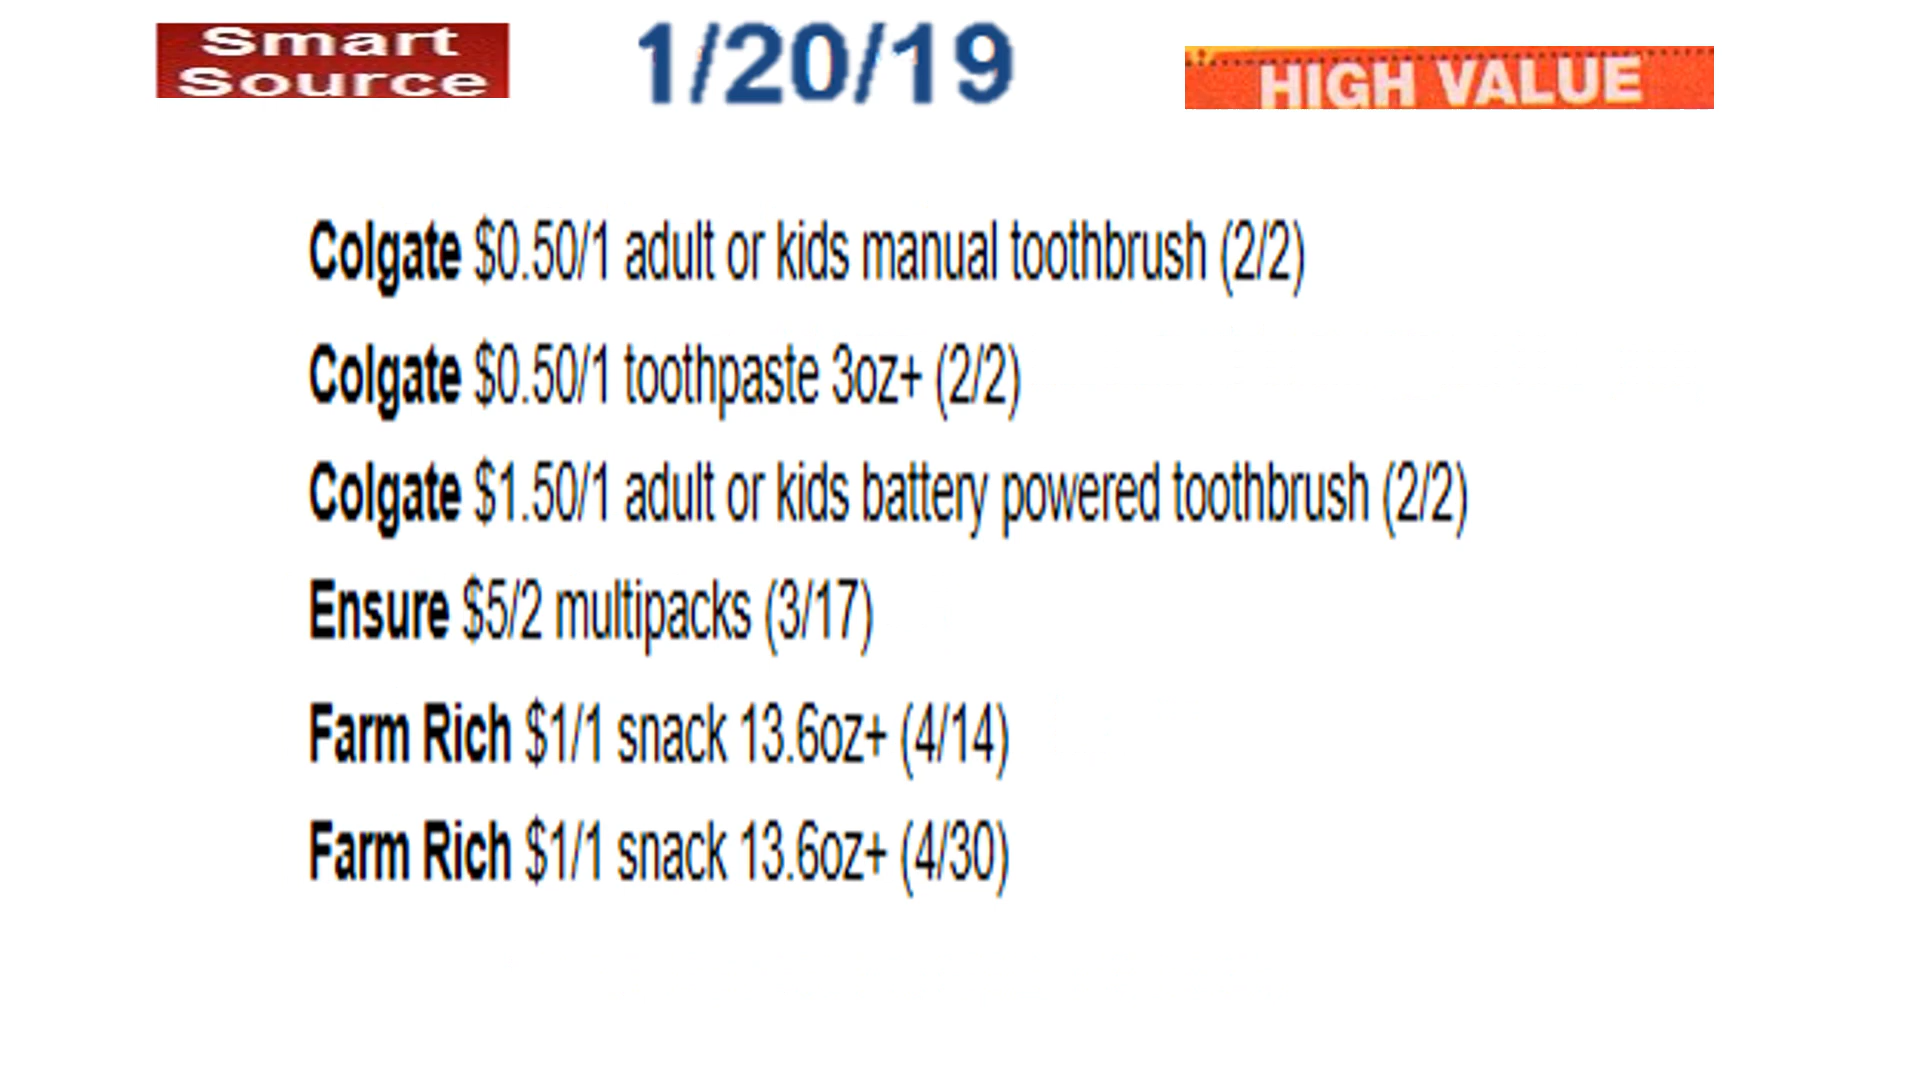 Smart
Source
1/20/19
HIGH VALUE
Colgate $0.50/1 adult or kids manual toothbrush (2/2)
Colgate $0.50/1 toothpaste 3oz+ (2/2)
Colgate $1.50/1 adult or kids battery powered toothbrush (2/2)
Ensure $5/2 multipacks (3/17)
Farm Rich $1/1 snack 13.6oz+ (4/14)
Farm Rich $1/1 snack 13.6oz+ (4/30)